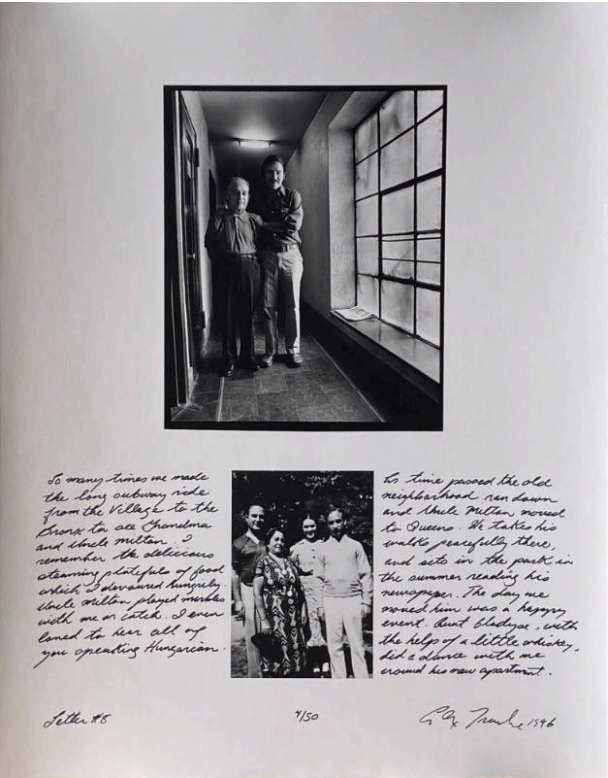 So many times we made
the long subway ride
from the Village to the
Bronx to see Grandma
and Uncle Milton. I
remember the delicious
steaming platefuls of food
which I devoured hungrily
Uncle Milton played marbles
with me or catch. I even
loved to hear all of
you speaking Hungarian.
As time passed the old
neighborhood ran down
and Uncle Milton moved
to Queens. He takes his
walks peacefully there,
and sits in the park in
the summer reading his
newspaper. The day we
moved him was a happy
event. Aunt Gladyse, with
the help of a little whiskey,
did a dance with me
around his new apartment.
Letter #8
/50
1996